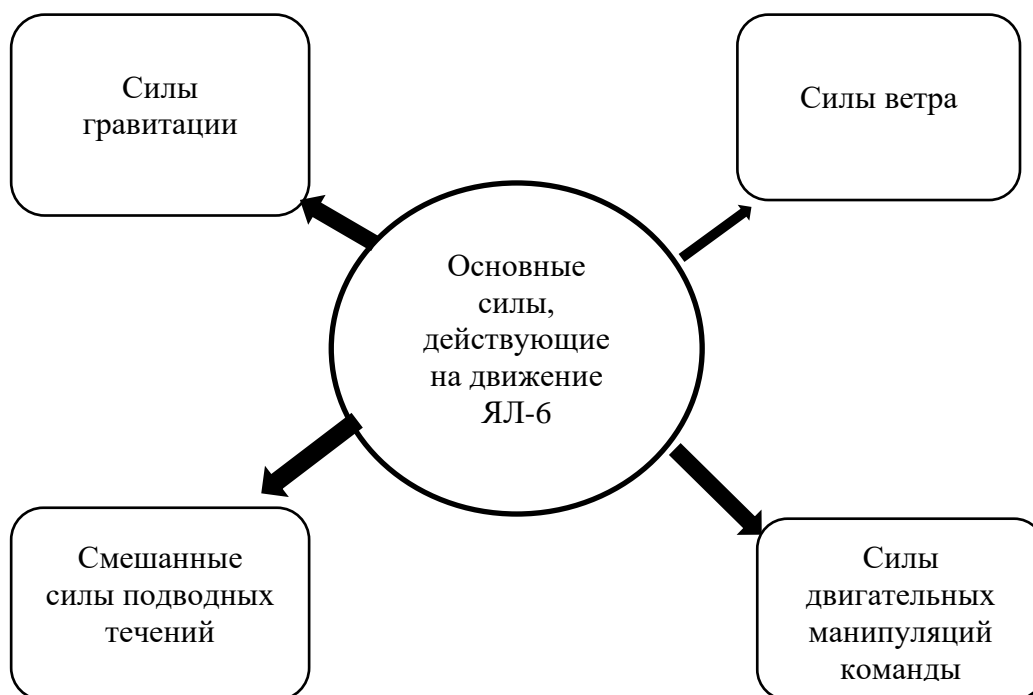 Силы
гравитации
Силы ветра
Основные
силы,
действующие
на движение
ЯЛ-6
Смешанные
силы подводных
течений
Силы
двигательных
манипуляций
команды